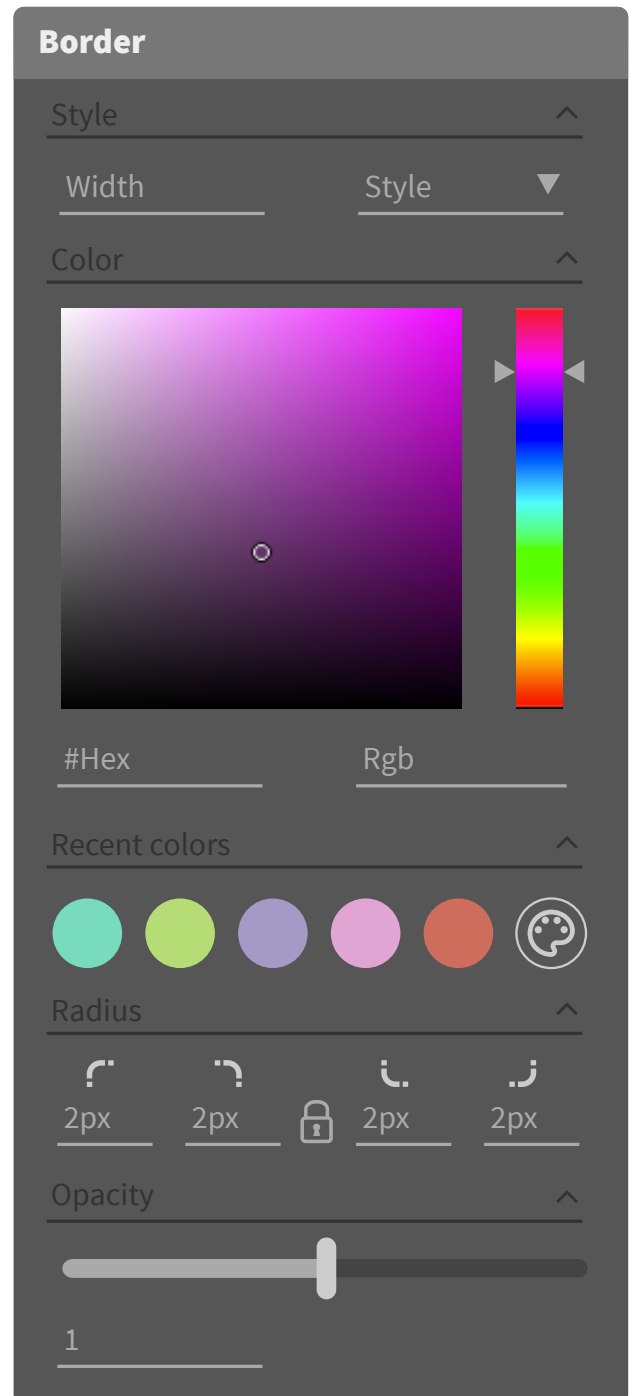 Border
Style
Width Style
Color
#Hex Rgb
Recent colors
Radius
2px 2px 2px 2px
Opacity
1